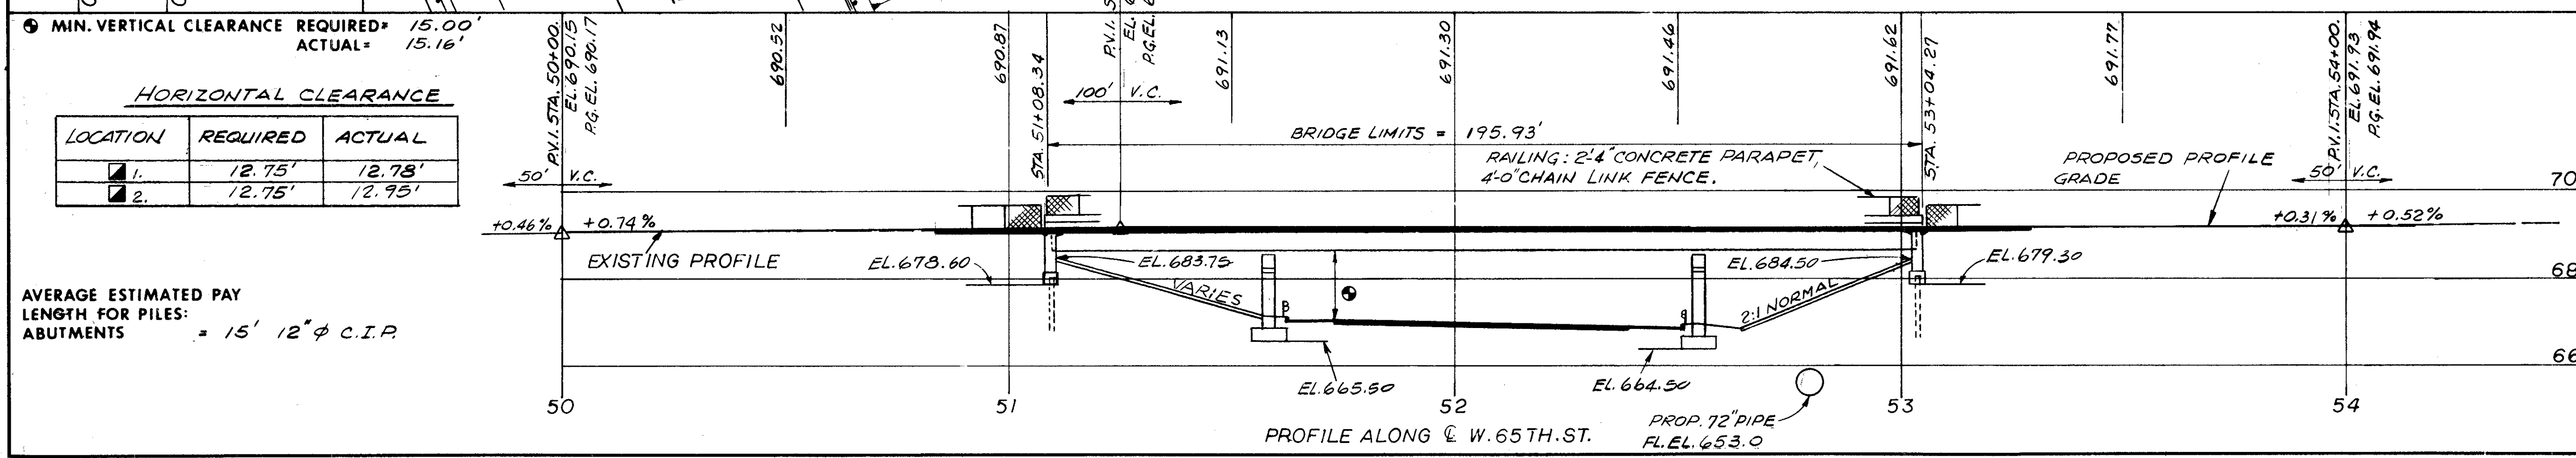 MIN. VERTICAL CLEARANCE REQUIRED= 15.00'
ACTUAL= 15.16'
HORIZONTAL CLEARANCE
LOCATION REQUIRED ACTUAL
1. 12.75' 12.78'
2. 12.75' 12.95'
AVERAGE ESTIMATED PAY
LENGTH FOR PILES:
ABUTMENTS = 15' 12" φ C.I.P.
P.V.I. STA. 50+00.
EL. 690.15
P.G. EL. 690.17
690.52
690.87
STA. 51+08.34
P.V.I. S
EL. 6
P.G. EL. 6
691.13
691.30
691.46
691.62
STA. 53+04.27
691.77
P.V.I. STA. 54+00.
EL. 691.93
P.G. EL. 691.94
50' V.C.
100' V.C.
BRIDGE LIMITS = 195.93'
RAILING: 2'-4" CONCRETE PARAPET,
4'-0" CHAIN LINK FENCE.
PROPOSED PROFILE
GRADE
50' V.C.
70
+0.46% +0.74%
+0.31% +0.52%
EXISTING PROFILE
EL. 678.60
EL. 683.75
EL. 684.50
EL. 679.30
68
VARIES
2:1 NORMAL
66
EL. 665.50
EL. 664.50
50 51 52 53 54
PROP. 72" PIPE
FL. EL. 653.0
PROFILE ALONG ℄ W. 65TH. ST.